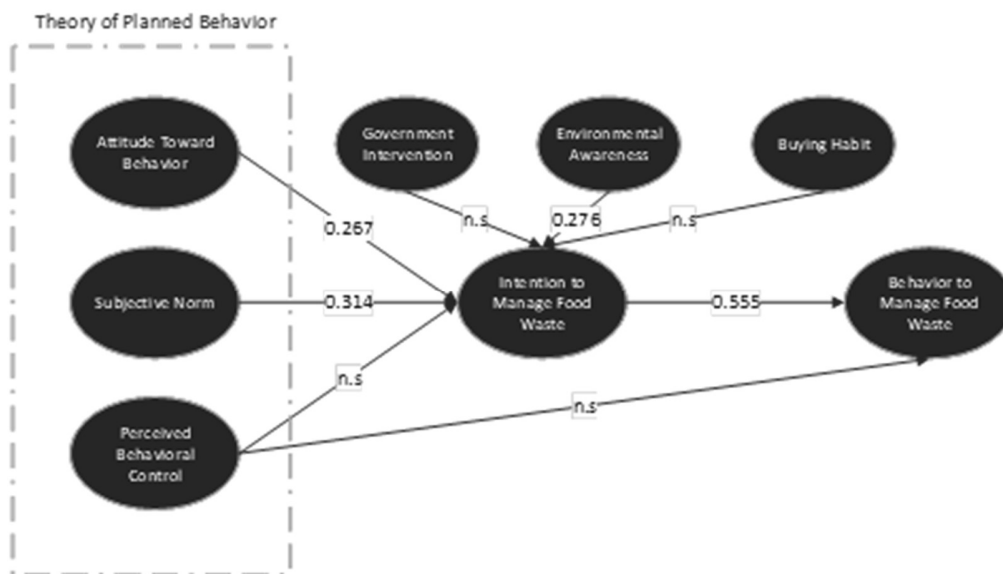 Theory of Planned Behavior
Attitude Toward
Behavior
Government
Intervention
Environmental
Awareness
Buying Habit
0.267
n.s
0.276
n.s
Subjective Norm
0.314
Intention to
Manage Food
Waste
0.555
Behavior to
Manage Food
Waste
n.s
n.s
Perceived
Behavioral
Control